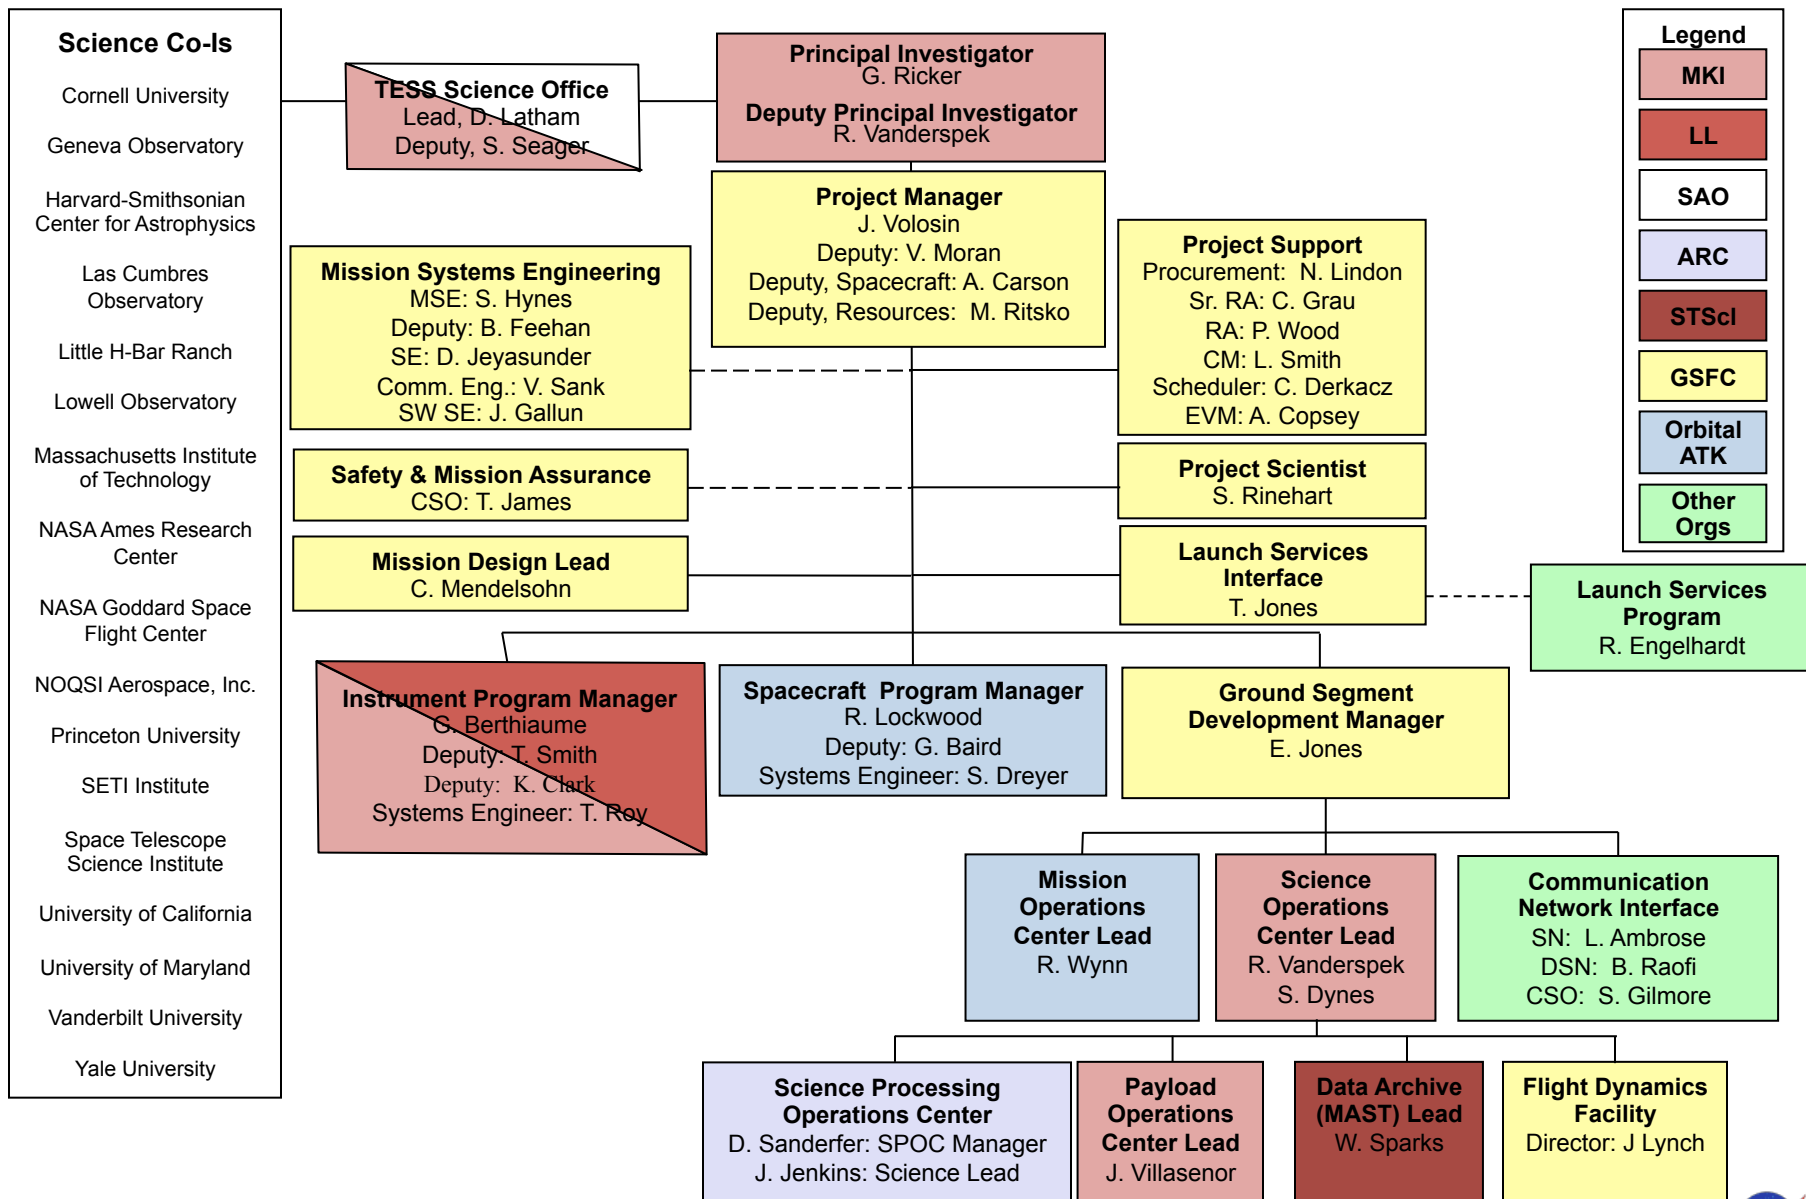 Science Co-Is
Cornell University
Geneva Observatory
Harvard-Smithsonian
Center for Astrophysics
Las Cumbres
Observatory
Little H-Bar Ranch
Lowell Observatory
Massachusetts Institute
of Technology
NASA Ames Research
Center
NASA Goddard Space
Flight Center
NOQSI Aerospace, Inc.
Princeton University
SETI Institute
Space Telescope
Science Institute
University of California
University of Maryland
Vanderbilt University
Yale University
TESS Science Office
Lead, D. Latham
Deputy, S. Seager
Principal Investigator
G. Ricker
Deputy Principal Investigator
R. Vanderspek
Project Manager
J. Volosin
Deputy: V. Moran
Deputy, Spacecraft: A. Carson
Deputy, Resources: M. Ritsko
Mission Systems Engineering
MSE: S. Hynes
Deputy: B. Feehan
SE: D. Jeyasunder
Comm. Eng.: V. Sank
SW SE: J. Gallun
Project Support
Procurement: N. Lindon
Sr. RA: C. Grau
RA: P. Wood
CM: L. Smith
Scheduler: C. Derkacz
EVM: A. Copsey
Safety & Mission Assurance
CSO: T. James
Project Scientist
S. Rinehart
Mission Design Lead
C. Mendelsohn
Launch Services
Interface
T. Jones
Launch Services
Program
R. Engelhardt
Instrument Program Manager
G. Berthiaume
Deputy: T. Smith
Deputy: K. Clark
Systems Engineer: T. Roy
Spacecraft Program Manager
R. Lockwood
Deputy: G. Baird
Systems Engineer: S. Dreyer
Ground Segment
Development Manager
E. Jones
Mission
Operations
Center Lead
R. Wynn
Science
Operations
Center Lead
R. Vanderspek
S. Dynes
Communication
Network Interface
SN: L. Ambrose
DSN: B. Raofi
CSO: S. Gilmore
Science Processing
Operations Center
D. Sanderfer: SPOC Manager
J. Jenkins: Science Lead
Payload
Operations
Center Lead
J. Villasenor
Data Archive
(MAST) Lead
W. Sparks
Flight Dynamics
Facility
Director: J Lynch
Legend
MKI
LL
SAO
ARC
STScI
GSFC
Orbital
ATK
Other
Orgs